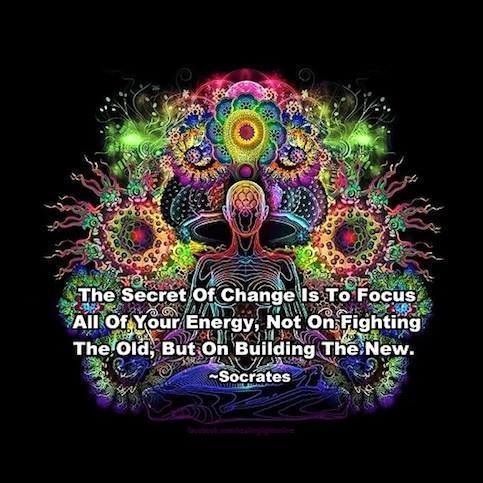 The Secret Of Change Is To Focus
All Of Your Energy, Not On Fighting
The Old, But On Building The New.
~Socrates